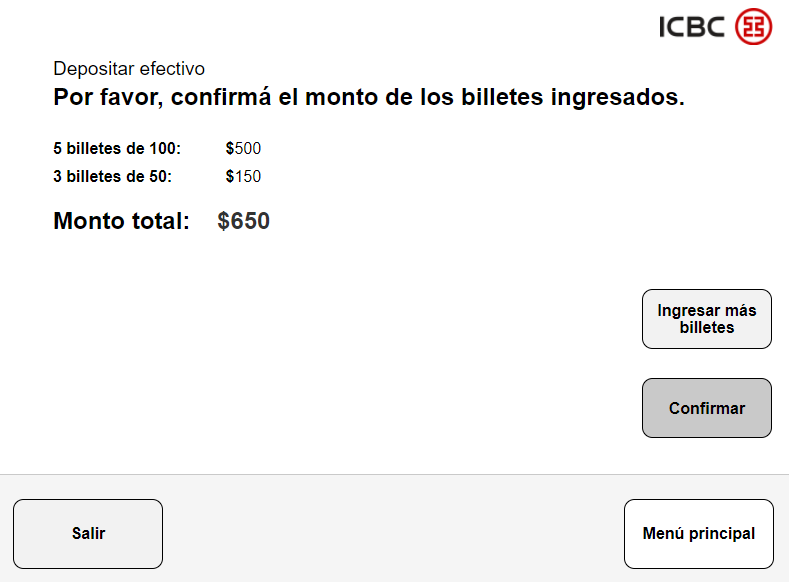 ICBC
Depositar efectivo
Por favor, confirmá el monto de los billetes ingresados.
5 billetes de 100: $500
3 billetes de 50: $150
Monto total: $650
Ingresar más
billetes
Confirmar
Salir
Menú principal